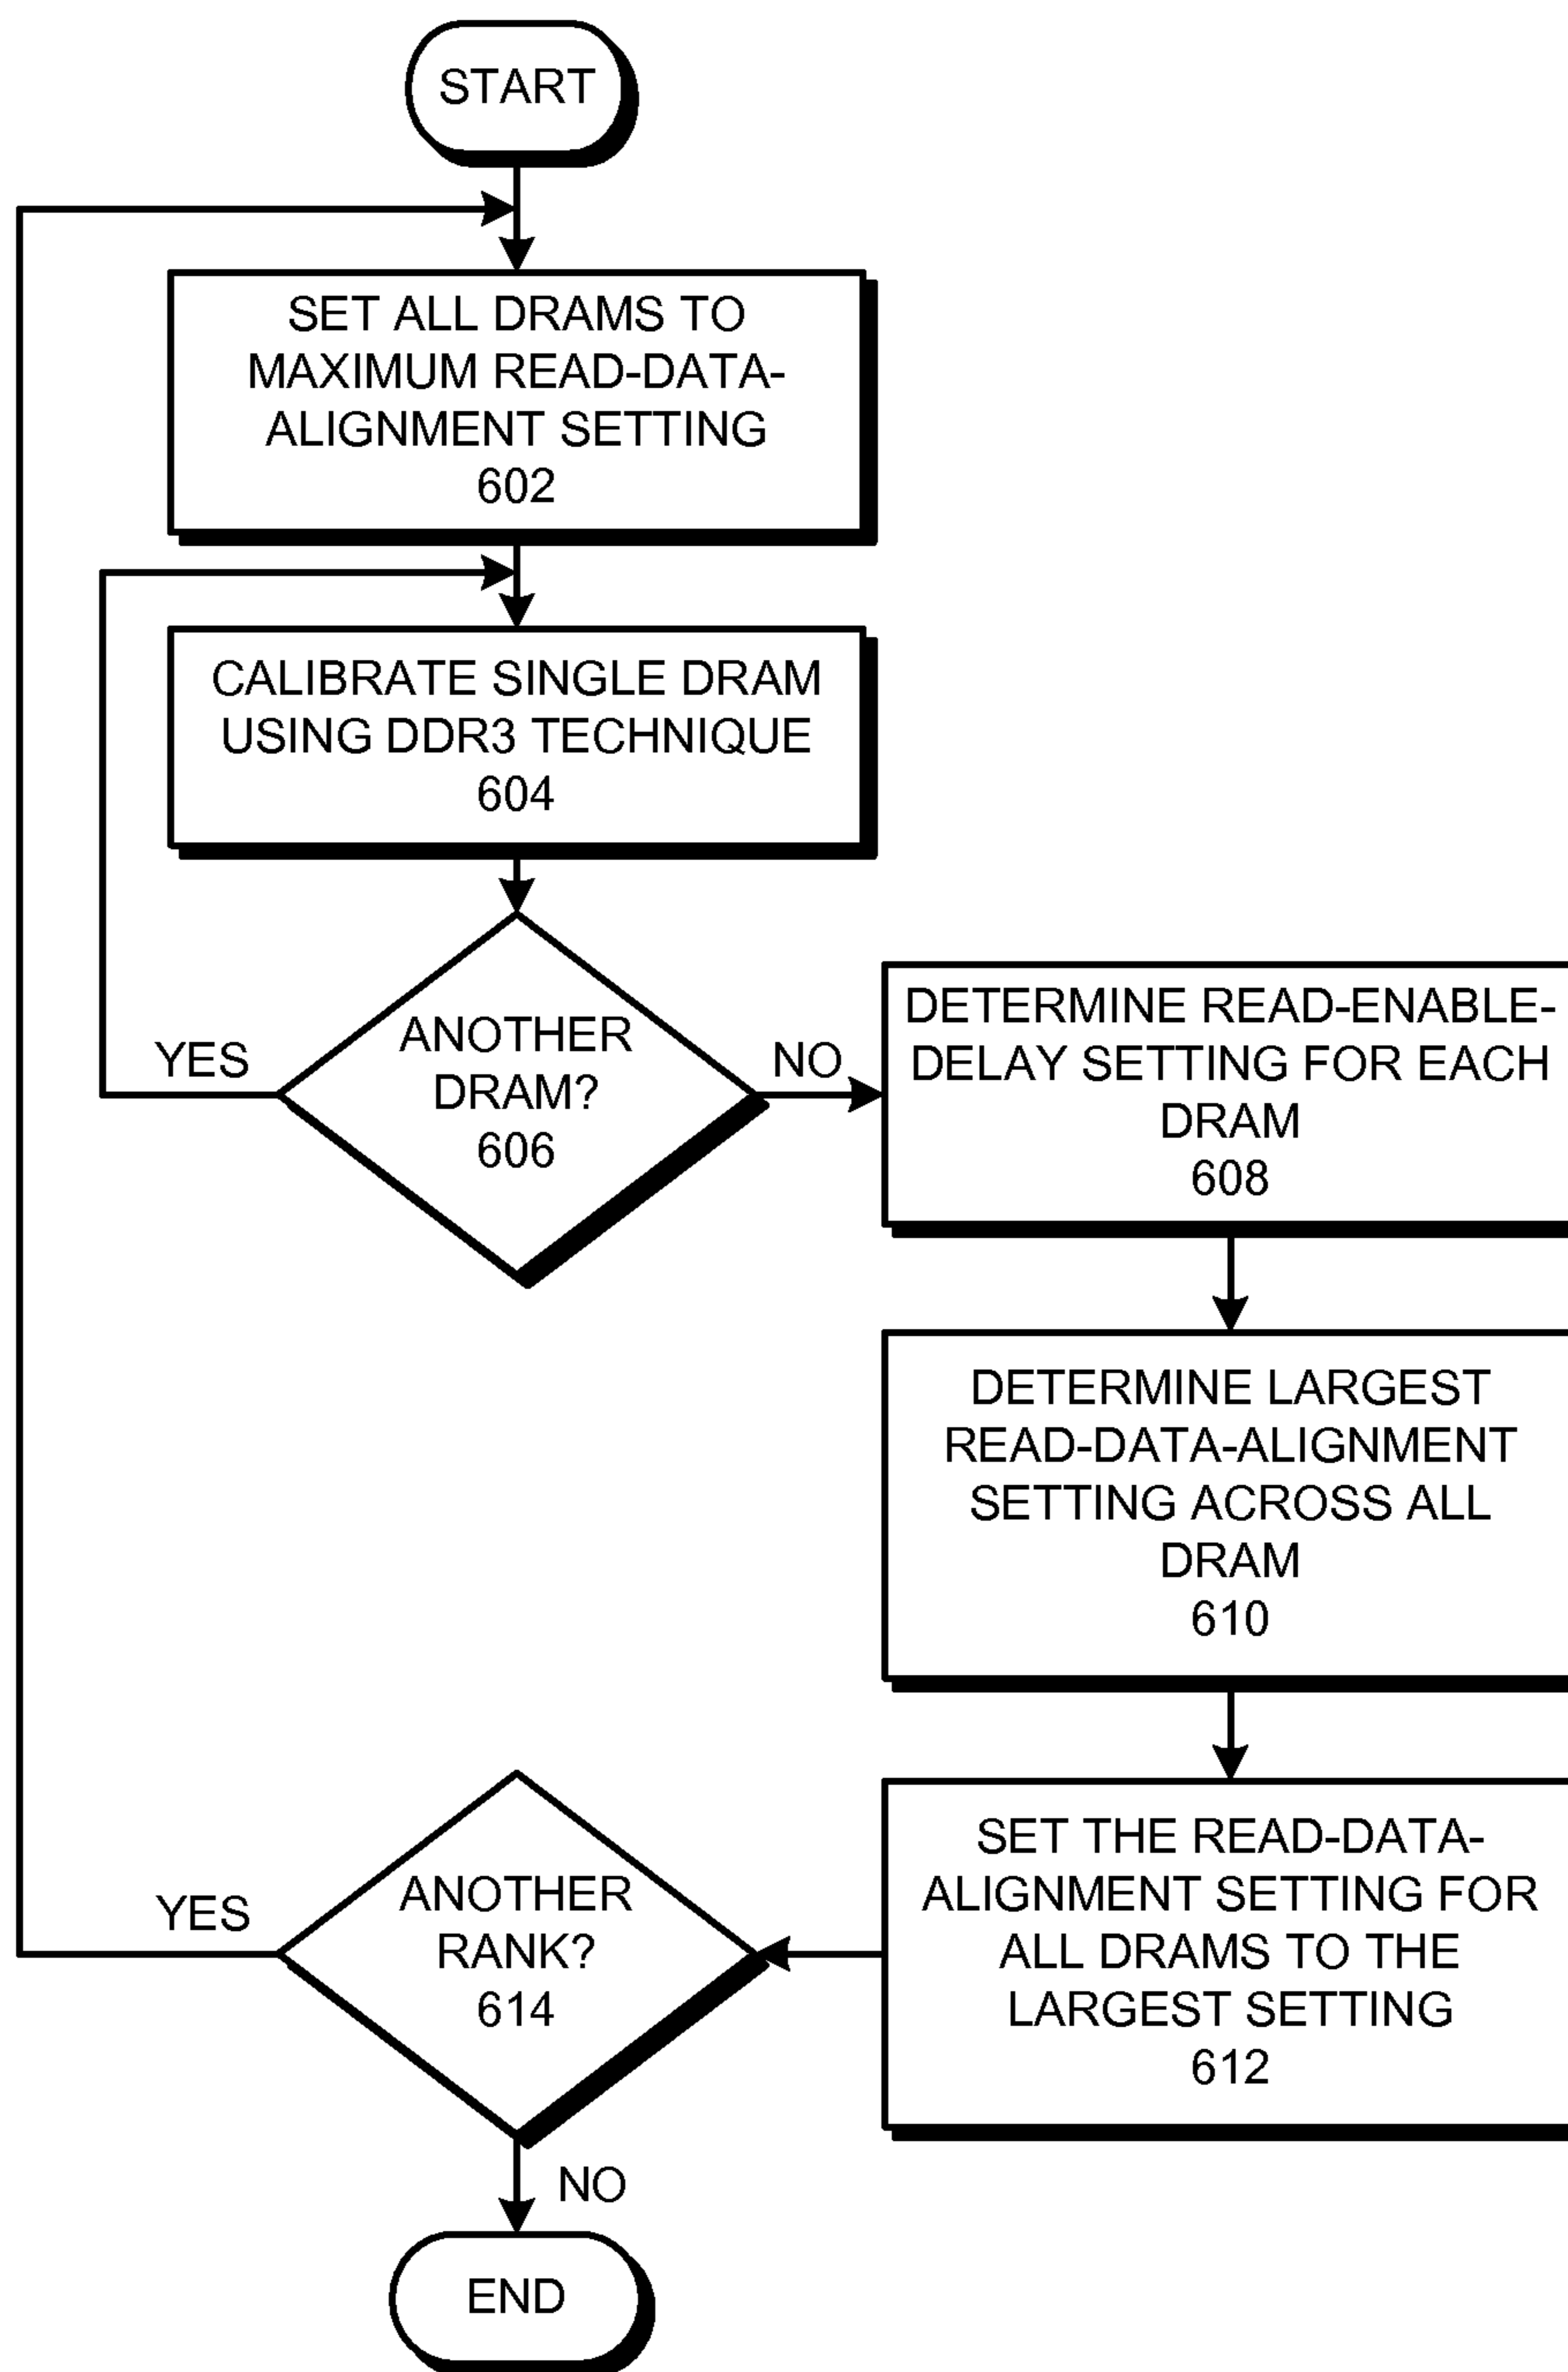 START
SET ALL DRAMS TO
MAXIMUM READ-DATA-
ALIGNMENT SETTING
602
CALIBRATE SINGLE DRAM
USING DDR3 TECHNIQUE
604
ANOTHER
DRAM?
606
YES
NO
DETERMINE READ-ENABLE-
DELAY SETTING FOR EACH
DRAM
608
DETERMINE LARGEST
READ-DATA-ALIGNMENT
SETTING ACROSS ALL
DRAM
610
SET THE READ-DATA-
ALIGNMENT SETTING FOR
ALL DRAMS TO THE
LARGEST SETTING
612
ANOTHER
RANK?
614
YES
NO
END